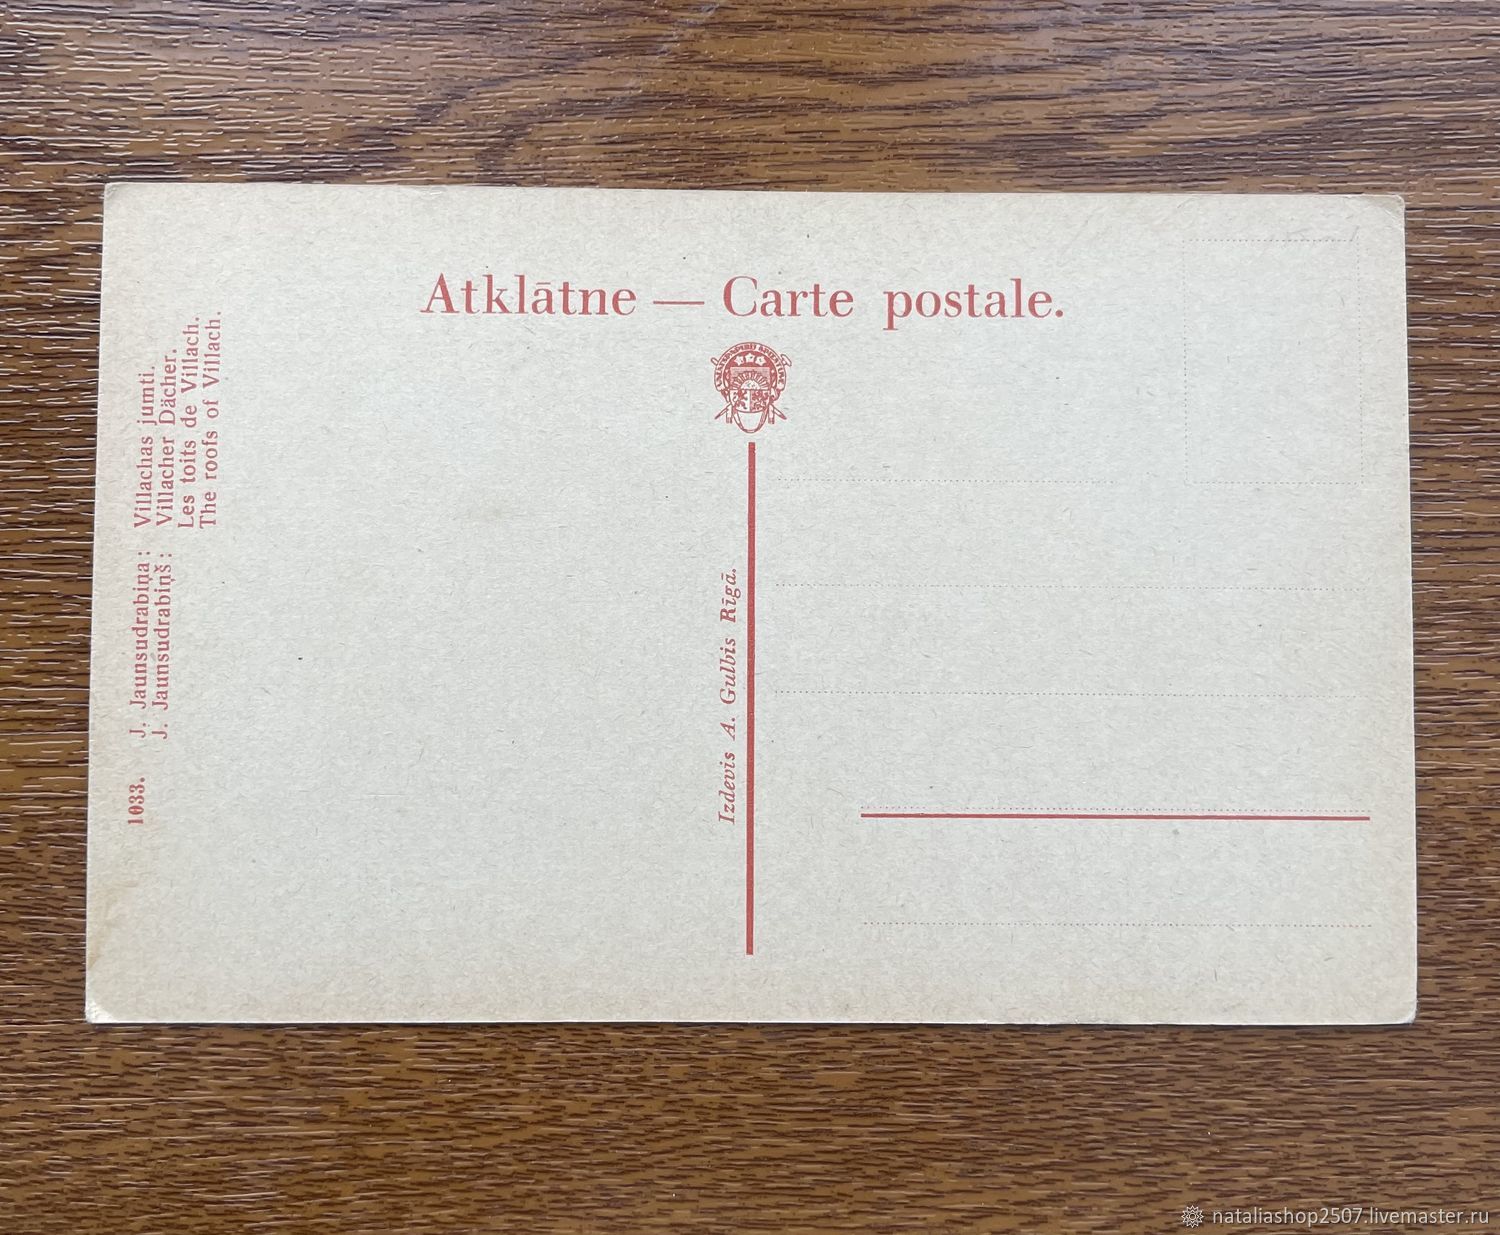 Atklātne — Carte postale.
1033. J. Jaunsudrabiņa: Villachas jumti.
J. Jaunsudrabiņš: Villacher Dächer.
Les toits de Villach.
The roofs of Villach.
Izdevis A. Gulbis Rīgā.
nataliashop2507.livemaster.ru